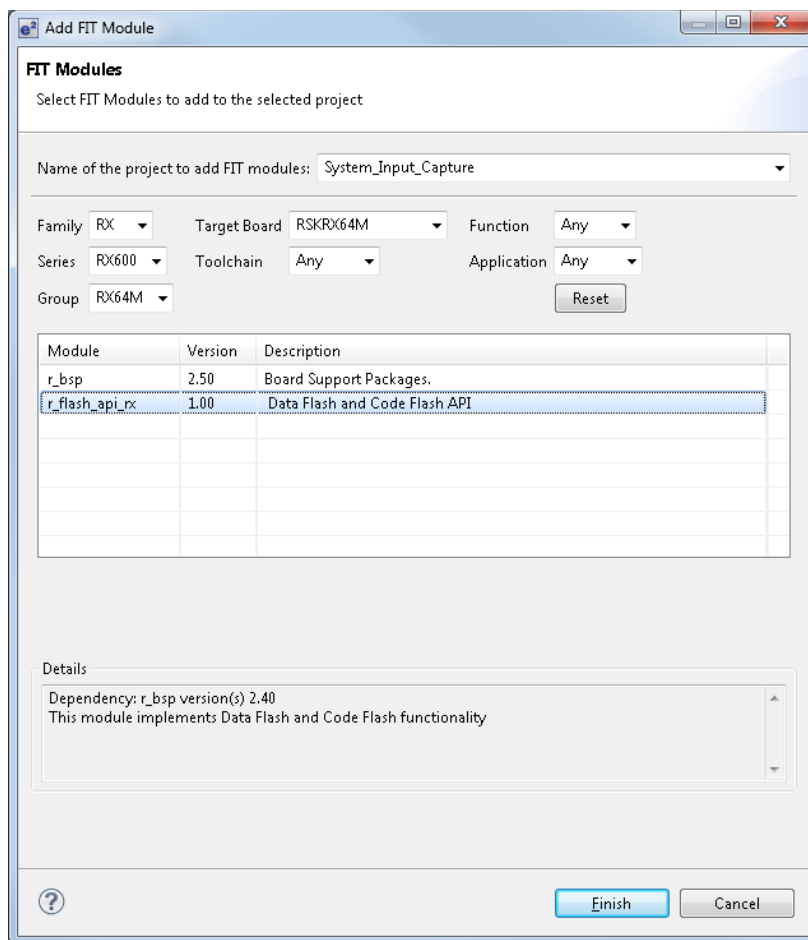 e² Add FIT Module
FIT Modules
Select FIT Modules to add to the selected project
Name of the project to add FIT modules: System_Input_Capture
Family RX Target Board RSKRX64M Function Any
Series RX600 Toolchain Any Application Any
Group RX64M Reset
Module Version Description
r_bsp 2.50 Board Support Packages.
r_flash_api_rx 1.00 Data Flash and Code Flash API
Details
Dependency: r_bsp version(s) 2.40
This module implements Data Flash and Code Flash functionality
? Finish Cancel